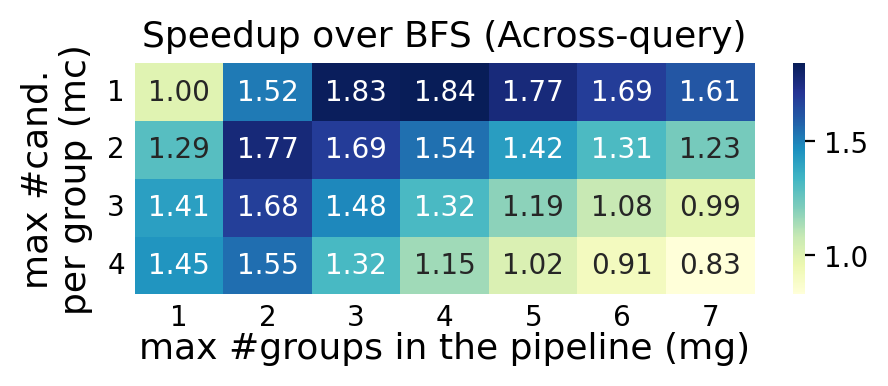 Speedup over BFS (Across-query)
max #cand.
per group (mc)
1 1.00 1.52 1.83 1.84 1.77 1.69 1.61
2 1.29 1.77 1.69 1.54 1.42 1.31 1.23
3 1.41 1.68 1.48 1.32 1.19 1.08 0.99
4 1.45 1.55 1.32 1.15 1.02 0.91 0.83
1 2 3 4 5 6 7
max #groups in the pipeline (mg)
1.5
1.0